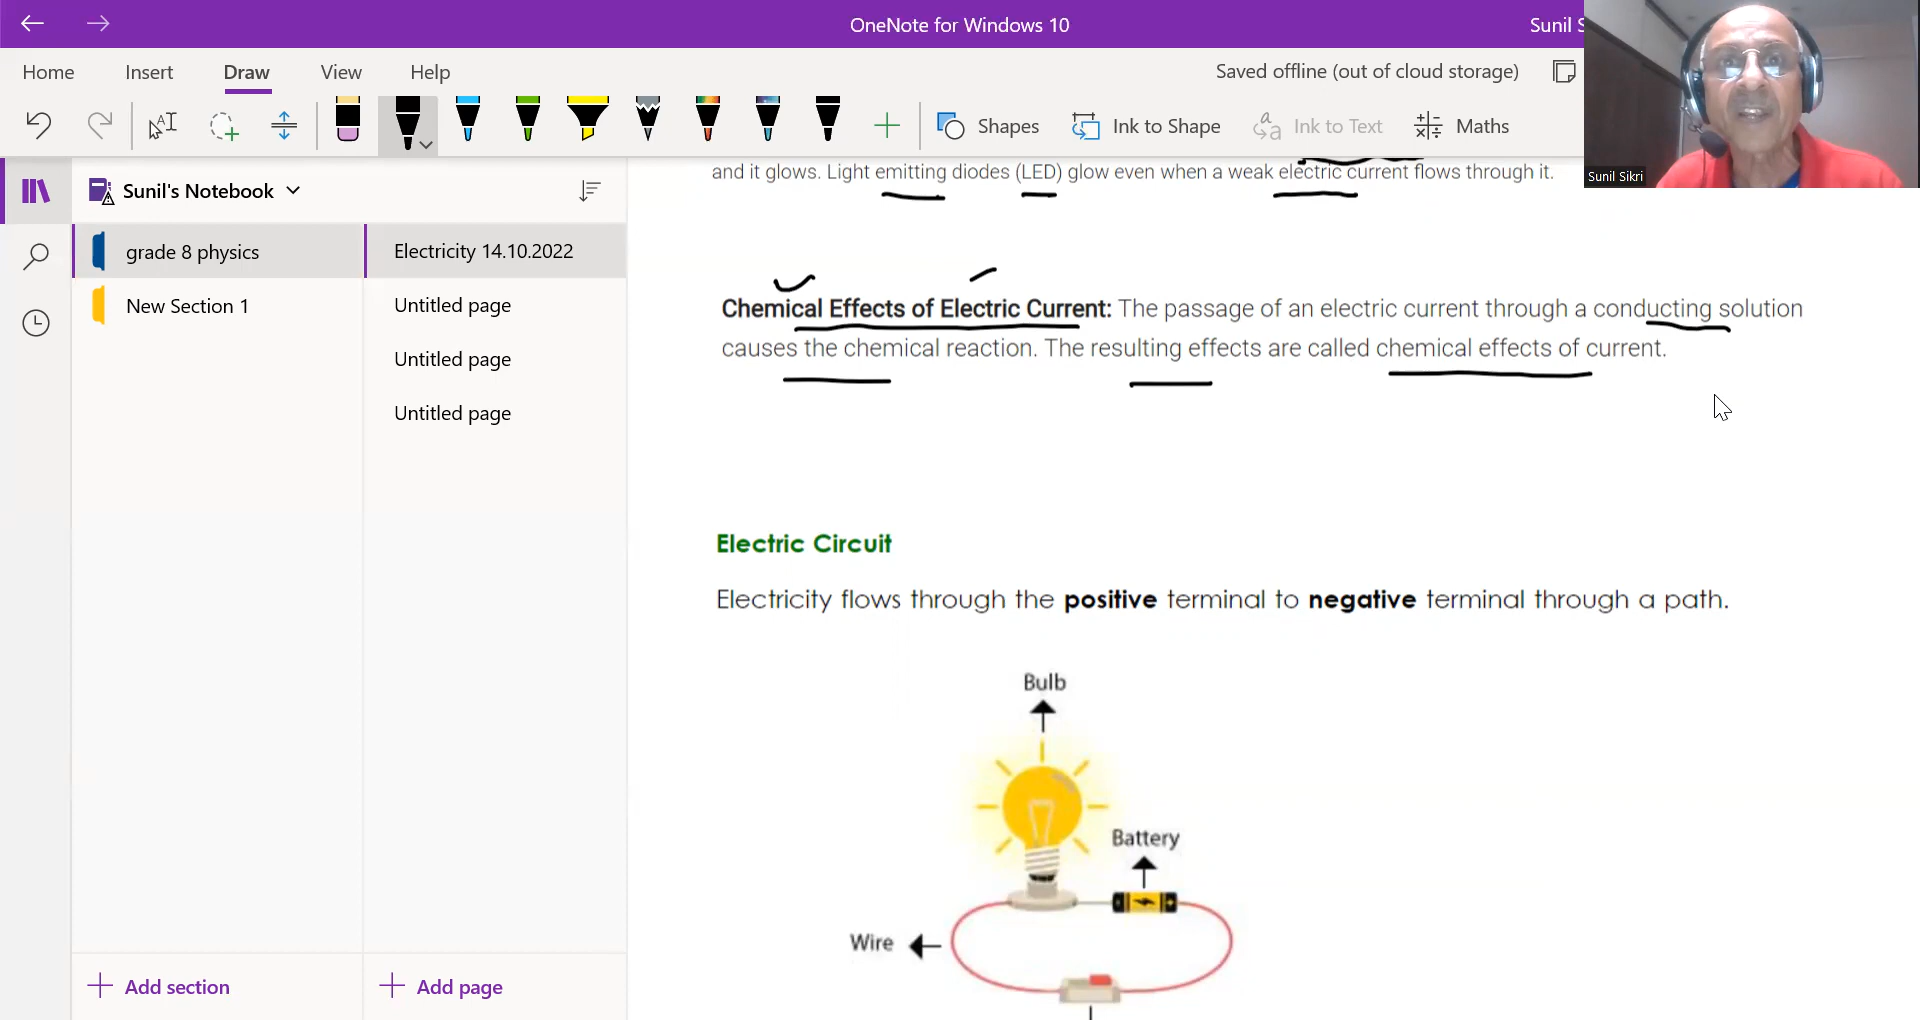 OneNote for Windows 10
Sunil S
Home Insert Draw View Help
Saved offline (out of cloud storage)
Shapes Ink to Shape Ink to Text Maths
Sunil Sikri
Sunil's Notebook
grade 8 physics
New Section 1
Electricity 14.10.2022
Untitled page
Untitled page
Untitled page
Add section
Add page
and it glows. Light emitting diodes (LED) glow even when a weak electric current flows through it.
Chemical Effects of Electric Current: The passage of an electric current through a conducting solution
causes the chemical reaction. The resulting effects are called chemical effects of current.
Electric Circuit
Electricity flows through the positive terminal to negative terminal through a path.
Bulb
Battery
Wire